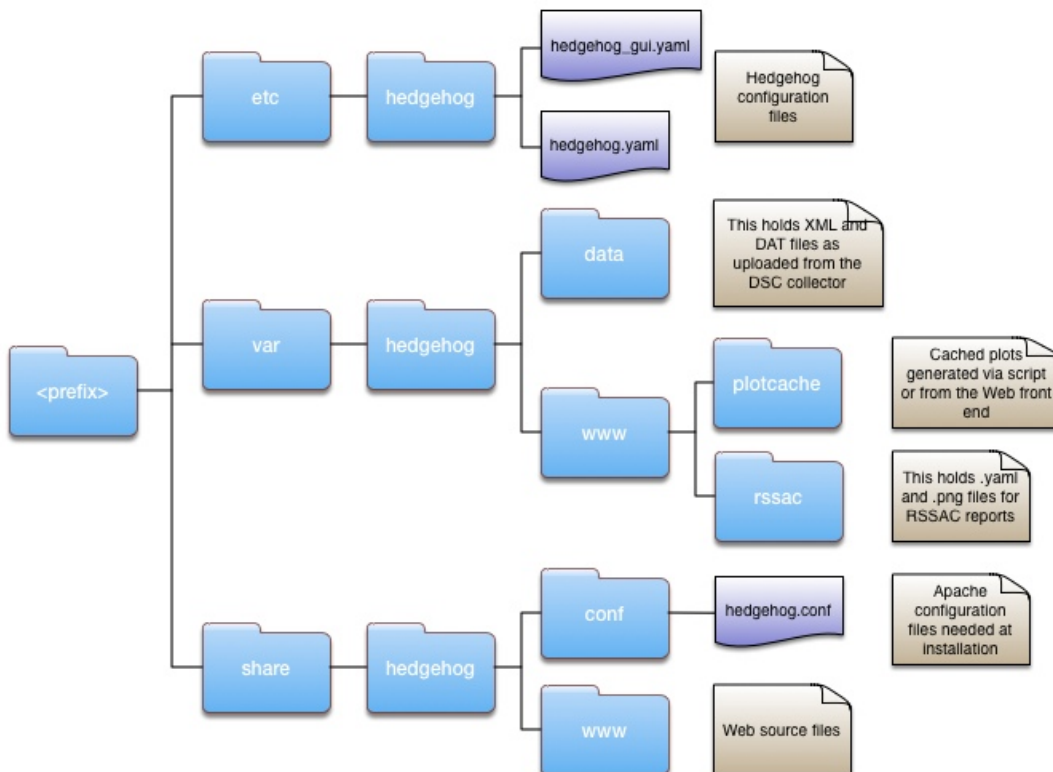 hedgehog_gui.yaml
Hedgehog
configuration
files
etc
hedgehog
hedgehog.yaml
This holds XML and
DAT files as
uploaded from the
DSC collector
data
var
hedgehog
<prefix>
Cached plots
generated via script
or from the Web front
end
plotcache
www
This holds .yaml
and .png files for
RSSAC reports
rssac
Apache
configuration
files needed at
installation
conf
hedgehog.conf
share
hedgehog
www
Web source files